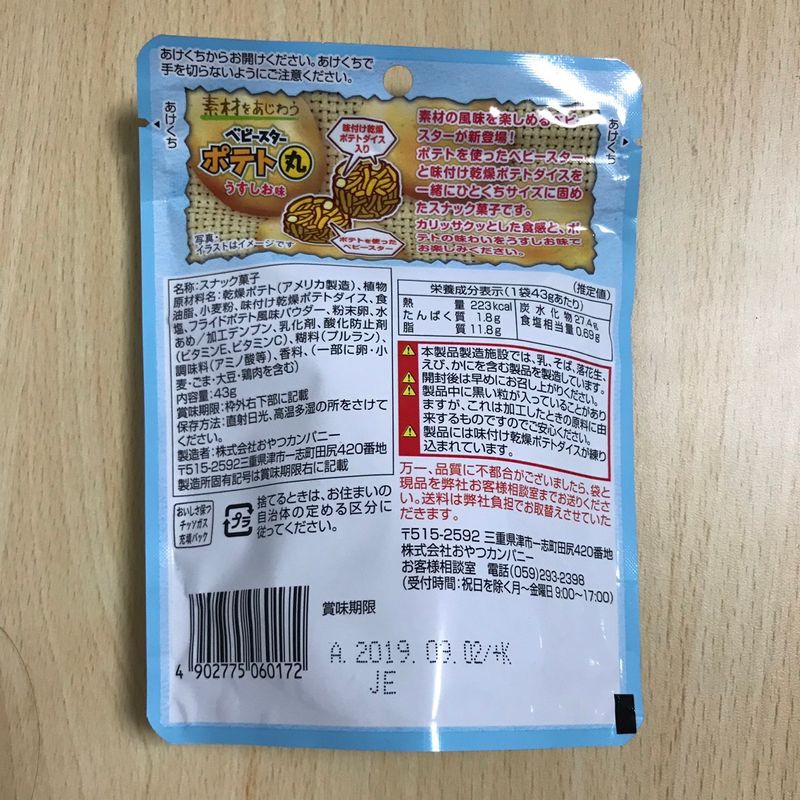 あけくちからお開けください。あけくちで
手を切らないようにご注意ください。
あけくち
あけくち
素材をあじわう
ベビースター
ポテト丸
うすしお味
味付け乾燥
ポテトダイス
入り
ポテトを使った
ベビースター
写真・
イラストはイメージです
素材の風味を楽しめるベビー
スターが新登場!
ポテトを使ったベビースター
と味付け乾燥ポテトダイスを
一緒にひとくちサイズに固め
たスナック菓子です。
カリッサクッとした食感と、ポ
テトの味わいをうすしお味で
お楽しみください。
名称:スナック菓子
原材料名:乾燥ポテト(アメリカ製造)、植物
油脂、小麦粉、味付け乾燥ポテトダイス、食
塩、フライドポテト風味パウダー、粉末卵、水
あめ/加工デンプン、乳化剤、酸化防止剤
(ビタミンE、ビタミンC)、糊料(プルラン)、
調味料(アミノ酸等)、香料、(一部に卵・小
麦・ごま・大豆・鶏肉を含む)
内容量:43g
賞味期限:枠外右下部に記載
保存方法:直射日光、高温多湿の所をさけて
ください。
製造者:株式会社おやつカンパニー
〒515-2592三重県津市一志町田尻420番地
製造所固有記号は賞味期限右に記載
栄養成分表示(1袋43gあたり)
(推定値)
熱量 223kcal
たんぱく質 1.8g
脂質 11.8g
炭水化物 27.4g
食塩相当量 0.69g
本製品製造施設では、乳、そば、落花生、
えび、かにを含む製品を製造しています。
開封後は早めにお召し上がりください。
製品中に黒い粒が入っていることがあり
ますが、これは加工したときの原料に由
来するものですのでご安心ください。
製品には味付け乾燥ポテトダイスが練り
込まれています。
万一、品質に不都合がございましたら、袋と
現品を弊社お客様相談室までお送りくださ
い。送料は弊社負担でお取替えさせていた
だきます。
〒515-2592 三重県津市一志町田尻420番地
株式会社おやつカンパニー
お客様相談室 電話(059)293-2398
(受付時間:祝日を除く月~金曜日 9:00~17:00)
おいしさ保つ
チッソガス
充填パック
プラ
捨てるときは、お住まいの
自治体の定める区分に
従ってください。
賞味期限
A. 2019. 09. 02/+K
JE
4 902775 060172